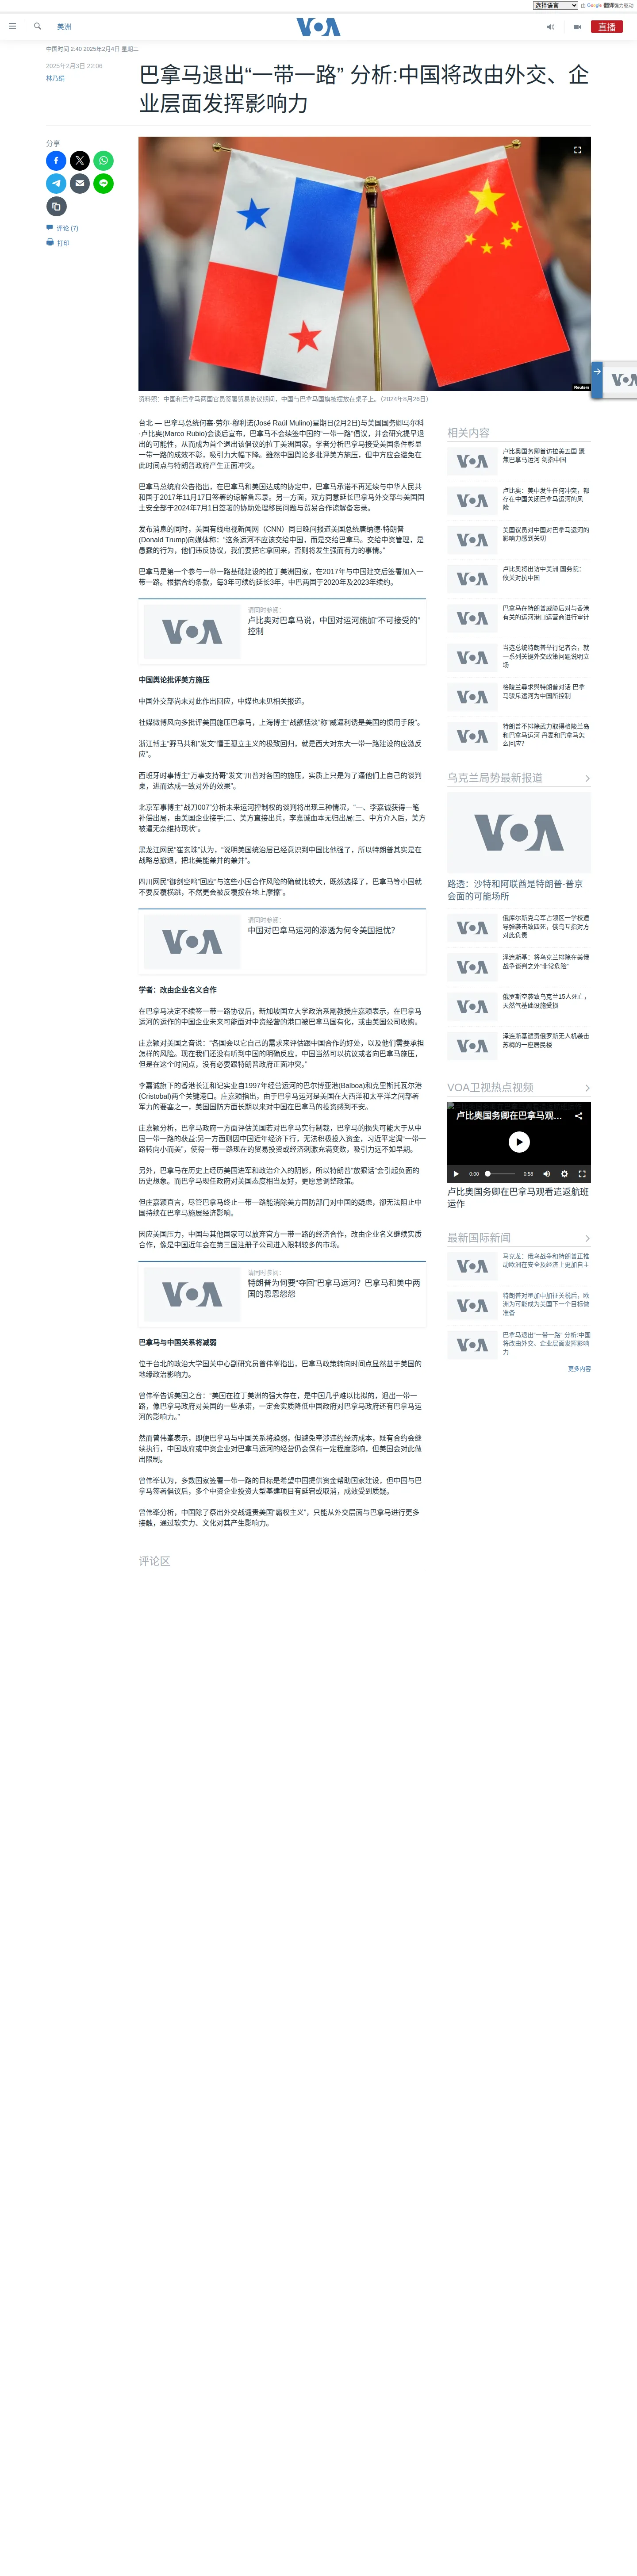 选择语言
由 Google 翻译强力驱动
美洲
VOA
直播
中国时间 2:40 2025年2月4日 星期二
2025年2月3日 22:06
林乃绢
巴拿马退出“一带一路” 分析:中国将改由外交、企
业层面发挥影响力
分享
评论 (7)
打印
Reuters
资料照：中国和巴拿马两国官员签署贸易协议期间，中国与巴拿马国旗被摆放在桌子上。（2024年8月26日）
台北 — 巴拿马总统何塞·劳尔·穆利诺(José Raúl Mulino)星期日(2月2日)与美国国务卿马尔科
·卢比奥(Marco Rubio)会谈后宣布，巴拿马不会续签中国的“一带一路”倡议，并会研究提早退
出的可能性，从而成为首个退出该倡议的拉丁美洲国家。学者分析巴拿马接受美国条件彰显
一带一路的成效不彰，吸引力大幅下降。雖然中国舆论多批评美方施压，但中方应会避免在
此时间点与特朗普政府产生正面冲突。
巴拿马总统府公告指出，在巴拿马和美国达成的协定中，巴拿马承诺不再延续与中华人民共
和国于2017年11月17日签署的谅解备忘录。另一方面，双方同意延长巴拿马外交部与美国国
土安全部于2024年7月1日签署的协助处理移民问题与贸易合作谅解备忘录。
发布消息的同时，美国有线电视新闻网（CNN）同日晚间报道美国总统唐纳德·特朗普
(Donald Trump)向媒体称：“这条运河不应该交给中国，而是交给巴拿马。交给中资管理，是
愚蠢的行为，他们违反协议，我们要把它拿回来，否则将发生强而有力的事情。”
巴拿马是第一个参与一带一路基础建设的拉丁美洲国家，在2017年与中国建交后签署加入一
带一路。根据合约条款，每3年可续约延长3年，中巴两国于2020年及2023年续约。
请同时参阅：
卢比奥对巴拿马说，中国对运河施加“不可接受的”
控制
中国舆论批评美方施压
中国外交部尚未对此作出回应，中媒也未见相关报道。
社媒微博风向多批评美国施压巴拿马，上海博主“战舰恬淡”称“威逼利诱是美国的惯用手段”。
浙江博主“野马共和”发文“懂王孤立主义的极致回归，就是西大对东大一带一路建设的应激反
应”。
西班牙时事博主“万事支持哥”发文“川普对各国的施压，实质上只是为了逼他们上自己的谈判
桌，进而达成一致对外的效果”。
北京军事博主“战刀007”分析未来运河控制权的谈判将出现三种情况，“一、李嘉诚获得一笔
补偿出局，由美国企业接手;二、美方直接出兵，李嘉诚血本无归出局;三、中方介入后，美方
被逼无奈维持现状”。
黑龙江网民“崔玄珠”认为，“说明美国统治层已经意识到中国比他强了，所以特朗普其实是在
战略总撤退，把北美能兼并的兼并”。
四川网民“御剑空鸣”回应“与这些小国合作风险的确就比较大，既然选择了，巴拿马等小国就
不要反覆横跳，不然更会被反覆按在地上摩擦”。
请同时参阅：
中国对巴拿马运河的渗透为何令美国担忧？
学者：改由企业名义合作
在巴拿马决定不续签一带一路协议后，新加坡国立大学政治系副教授庄嘉颖表示，在巴拿马
运河的运作的中国企业未来可能面对中资经营的港口被巴拿马国有化，或由美国公司收购。
庄嘉颖对美国之音说：“各国会以它自己的需求来评估跟中国合作的好处，以及他们需要承担
怎样的风险。现在我们还没有听到中国的明确反应，中国当然可以抗议或者向巴拿马施压，
但是在这个时间点，没有必要跟特朗普政府正面冲突。”
李嘉诚旗下的香港长江和记实业自1997年经营运河的巴尔博亚港(Balboa)和克里斯托瓦尔港
(Cristobal)两个关键港口。庄嘉颖指出，由于巴拿马运河是美国在大西洋和太平洋之间部署
军力的要塞之一，美国国防方面长期以来对中国在巴拿马的投资感到不安。
庄嘉颖分析，巴拿马政府一方面评估美国若对巴拿马实行制裁，巴拿马的损失可能大于从中
国一带一路的获益;另一方面则因中国近年经济下行，无法积极投入资金，习近平定调“一带一
路转向小而美”，使得一带一路现在的贸易投资或经济刺激充满变数，吸引力远不如早期。
另外，巴拿马在历史上经历美国进军和政治介入的阴影，所以特朗普“放狠话”会引起负面的
历史想象。而巴拿马现任政府对美国态度相当友好，更愿意调整政策。
但庄嘉颖直言，尽管巴拿马终止一带一路能消除美方国防部门对中国的疑虑，卻无法阻止中
国持续在巴拿马施展经济影响。
因应美国压力，中国与其他国家可以放弃官方一带一路的经济合作，改由企业名义继续实质
合作，像是中国近年会在第三国注册子公司进入限制较多的市场。
请同时参阅：
特朗普为何要“夺回”巴拿马运河？巴拿马和美中两
国的恩恩怨怨
巴拿马与中国关系将减弱
位于台北的政治大学国关中心副研究员曾伟峯指出，巴拿马政策转向时间点显然基于美国的
地缘政治影响力。
曾伟峯告诉美国之音：“美国在拉丁美洲的强大存在，是中国几乎难以比拟的，退出一带一
路，像巴拿马政府对美国的一些承诺，一定会实质降低中国政府对巴拿马政府还有巴拿马运
河的影响力。”
然而曾伟峯表示，即便巴拿马与中国关系将趋弱，但避免牵涉违约经济成本，既有合约会继
续执行，中国政府或中资企业对巴拿马运河的经营仍会保有一定程度影响，但美国会对此做
出限制。
曾伟峯认为，多数国家签署一带一路的目标是希望中国提供资金帮助国家建设，但中国与巴
拿马签署倡议后，多个中资企业投资大型基建项目有延宕或取消，成效受到质疑。
曾伟峯分析，中国除了祭出外交战谴责美国“霸权主义”，只能从外交层面与巴拿马进行更多
接触，通过软实力、文化对其产生影响力。
评论区
相关内容
卢比奥国务卿首访拉美五国 聚
焦巴拿马运河 剑指中国
卢比奥：美中发生任何冲突，都
存在中国关闭巴拿马运河的风
险
美国议员对中国对巴拿马运河的
影响力感到关切
卢比奥将出访中美洲 国务院：
攸关对抗中国
巴拿马在特朗普威胁后对与香港
有关的运河港口运营商进行审计
当选总统特朗普举行记者会，就
一系列关键外交政策问题说明立
场
格陵兰寻求與特朗普对话 巴拿
马驳斥运河为中国所控制
特朗普不排除武力取得格陵兰岛
和巴拿马运河 丹麦和巴拿马怎
么回应？
乌克兰局势最新报道
路透：沙特和阿联酋是特朗普-普京
会面的可能场所
俄库尔斯克乌军占领区一学校遭
导弹袭击致四死，俄乌互临对方
对此负责
泽连斯基：将乌克兰排除在美俄
战争谈判之外“非常危险”
俄罗斯空袭致乌克兰15人死亡，
天然气基础设施受损
泽连斯基谴责俄罗斯无人机袭击
苏梅的一座居民楼
VOA卫视热点视频
卢比奥国务卿在巴拿马观...
0:00
0:58
卢比奥国务卿在巴拿马观看遣返航班
运作
最新国际新闻
马克龙：俄乌战争和特朗普正推
动欧洲在安全及经济上更加自主
特朗普对墨加中加征关税后，欧
洲为可能成为美国下一个目标做
准备
巴拿马退出“一带一路” 分析:中国
将改由外交、企业层面发挥影响
力
更多内容